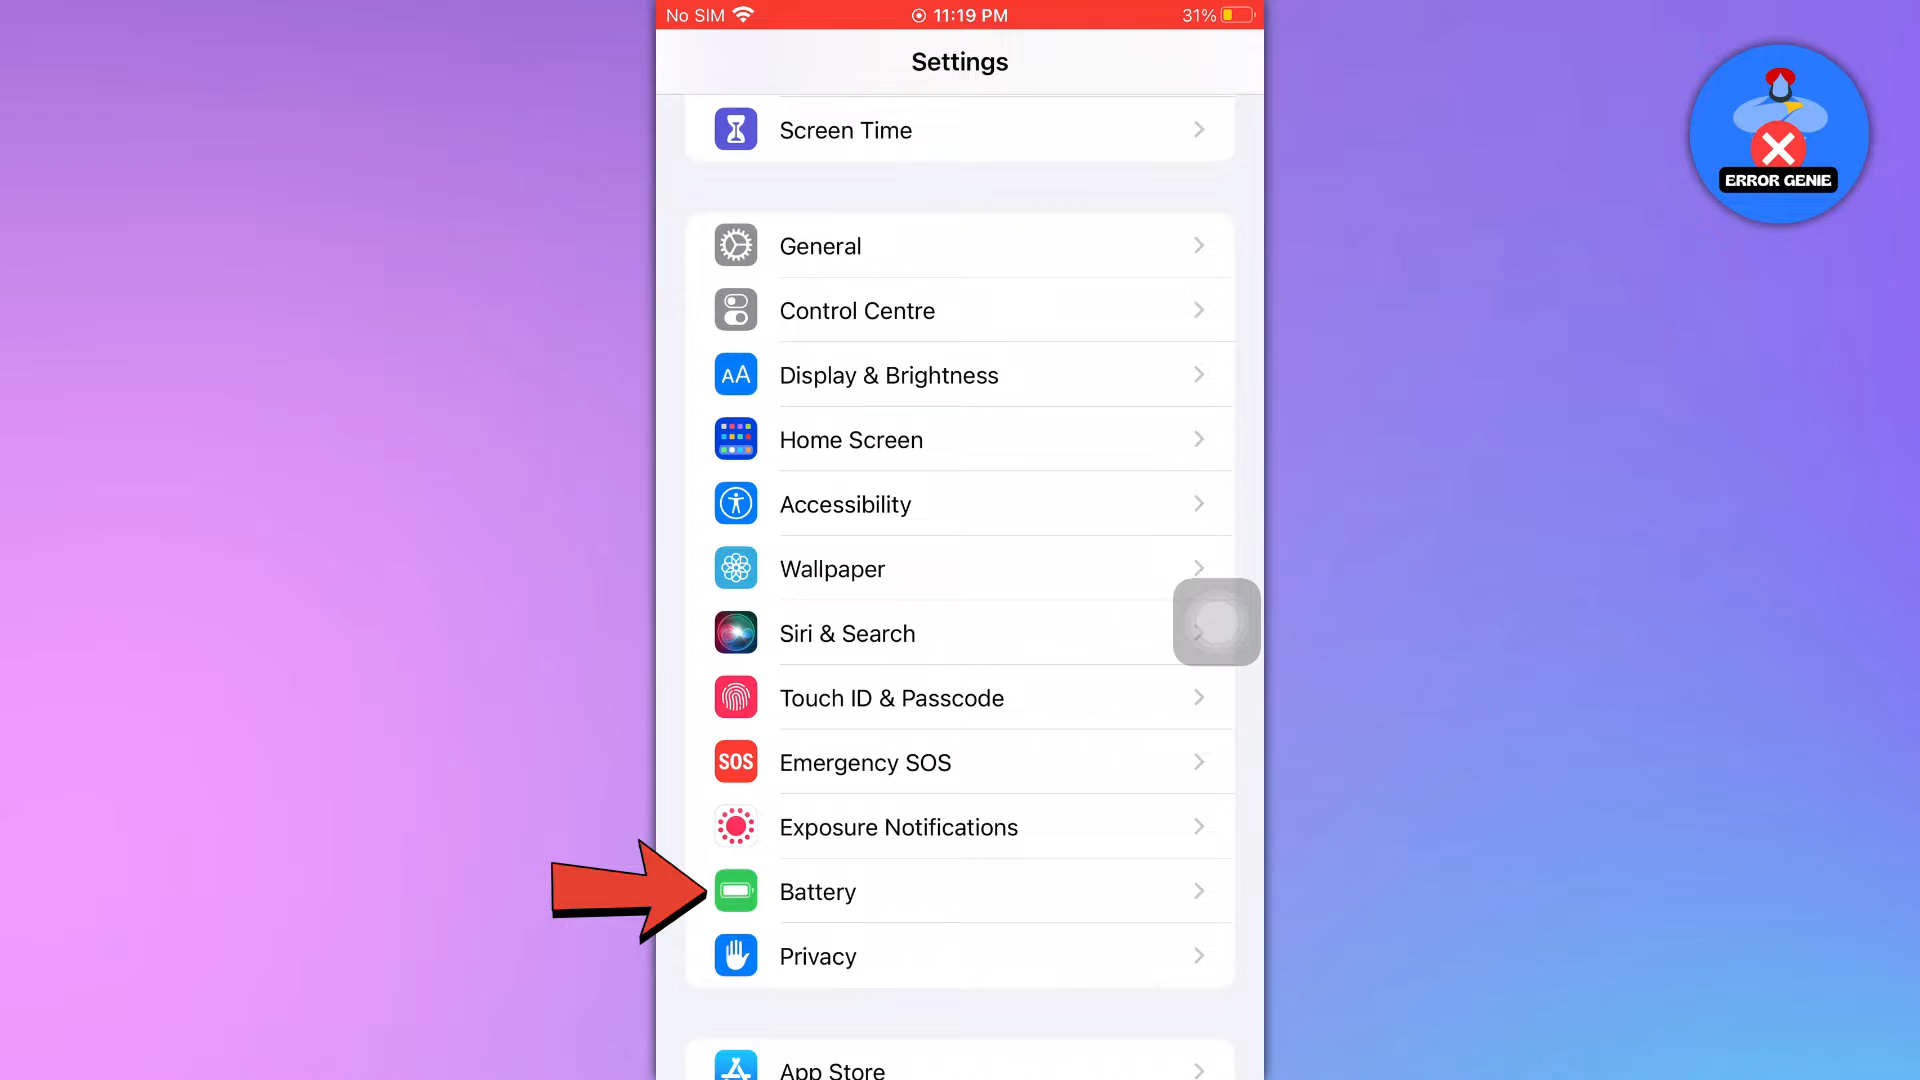 No SIM 11:19 PM 31%
Settings
Screen Time
General
Control Centre
AA Display & Brightness
Home Screen
Accessibility
Wallpaper
Siri & Search
Touch ID & Passcode
SOS Emergency SOS
Exposure Notifications
Battery
Privacy
App Store
ERROR GENIE